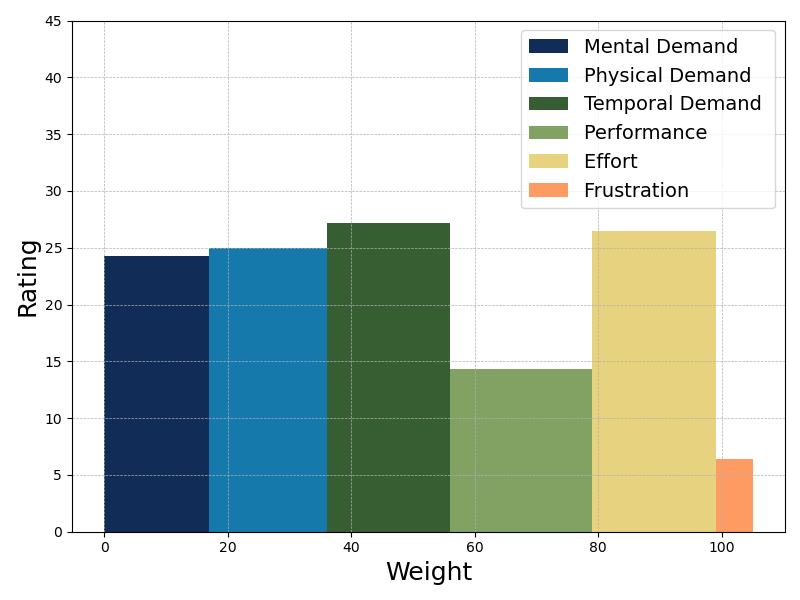 45
40
35
30
25
20
15
10
5
0
Rating
Mental Demand
Physical Demand
Temporal Demand
Performance
Effort
Frustration
0 20 40 60 80 100
Weight